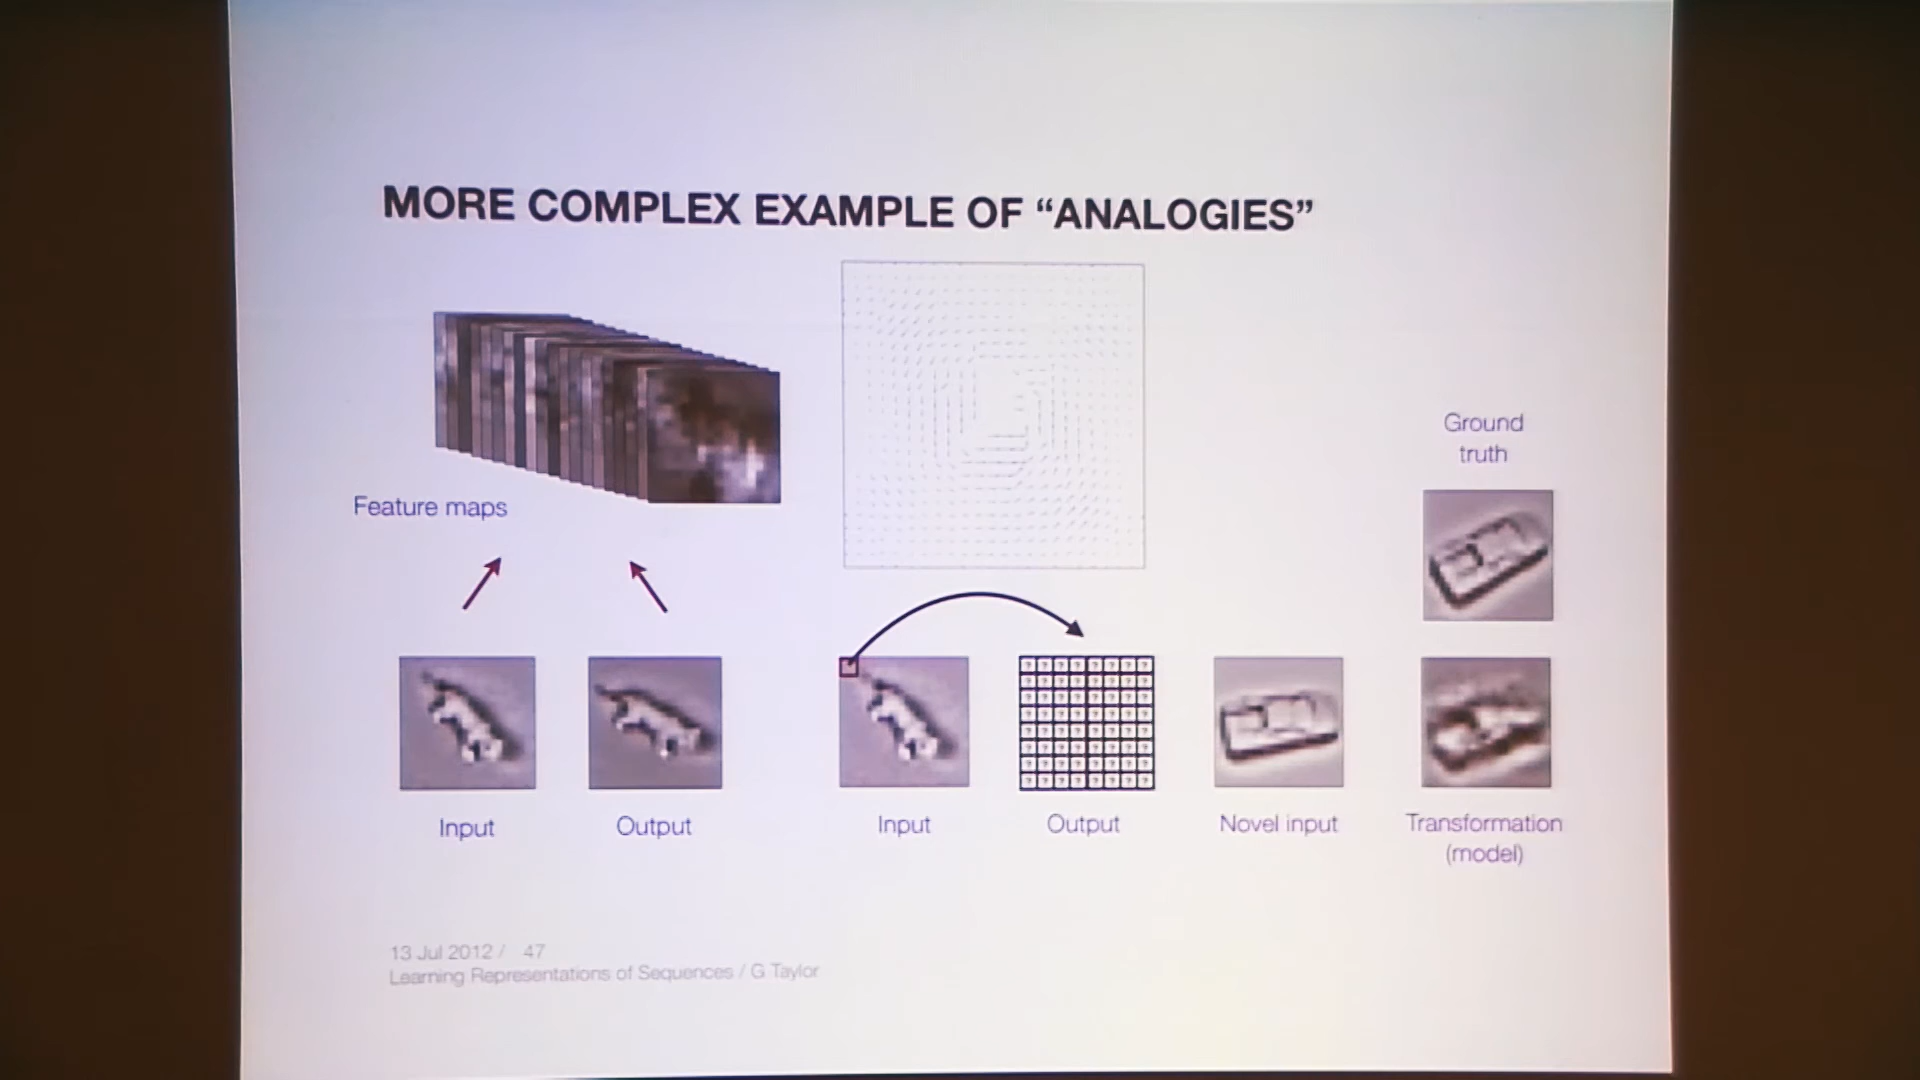 MORE COMPLEX EXAMPLE OF “ANALOGIES”
Feature maps
Ground
truth
Input
Output
Input
? ? ? ? ? ? ? ?
? ? ? ? ? ? ? ?
? ? ? ? ? ? ? ?
? ? ? ? ? ? ? ?
? ? ? ? ? ? ? ?
? ? ? ? ? ? ? ?
? ? ? ? ? ? ? ?
? ? ? ? ? ? ? ?
Output
Novel input
Transformation
(model)
13 Jul 2012 / 47
Learning Representations of Sequences / G Taylor